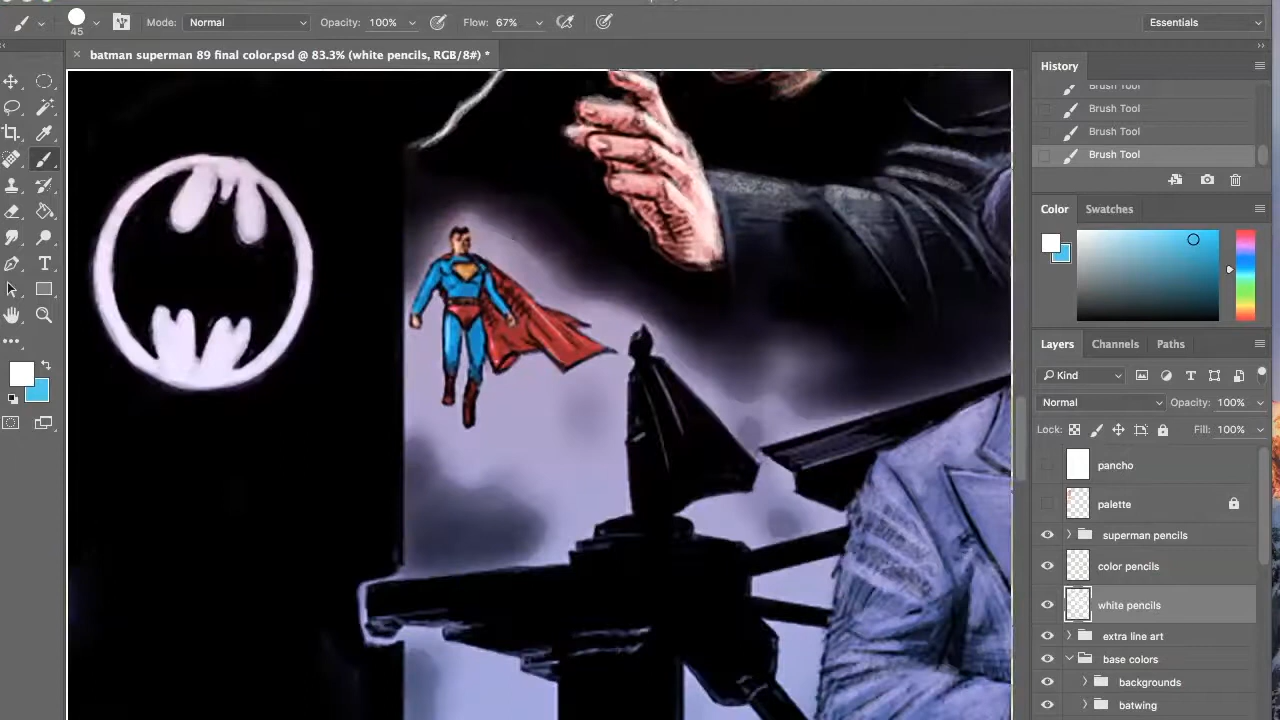 45
Mode:
Normal
Opacity:
100%
Flow:
67%
Essentials
batman superman 89 final color.psd @ 83.3% (white pencils, RGB/8#) *
History
Brush Tool
Brush Tool
Brush Tool
Brush Tool
Color
Swatches
Layers
Channels
Paths
Kind
Normal
Opacity:
100%
Lock:
Fill:
100%
pancho
palette
superman pencils
color pencils
white pencils
extra line art
base colors
backgrounds
batwing